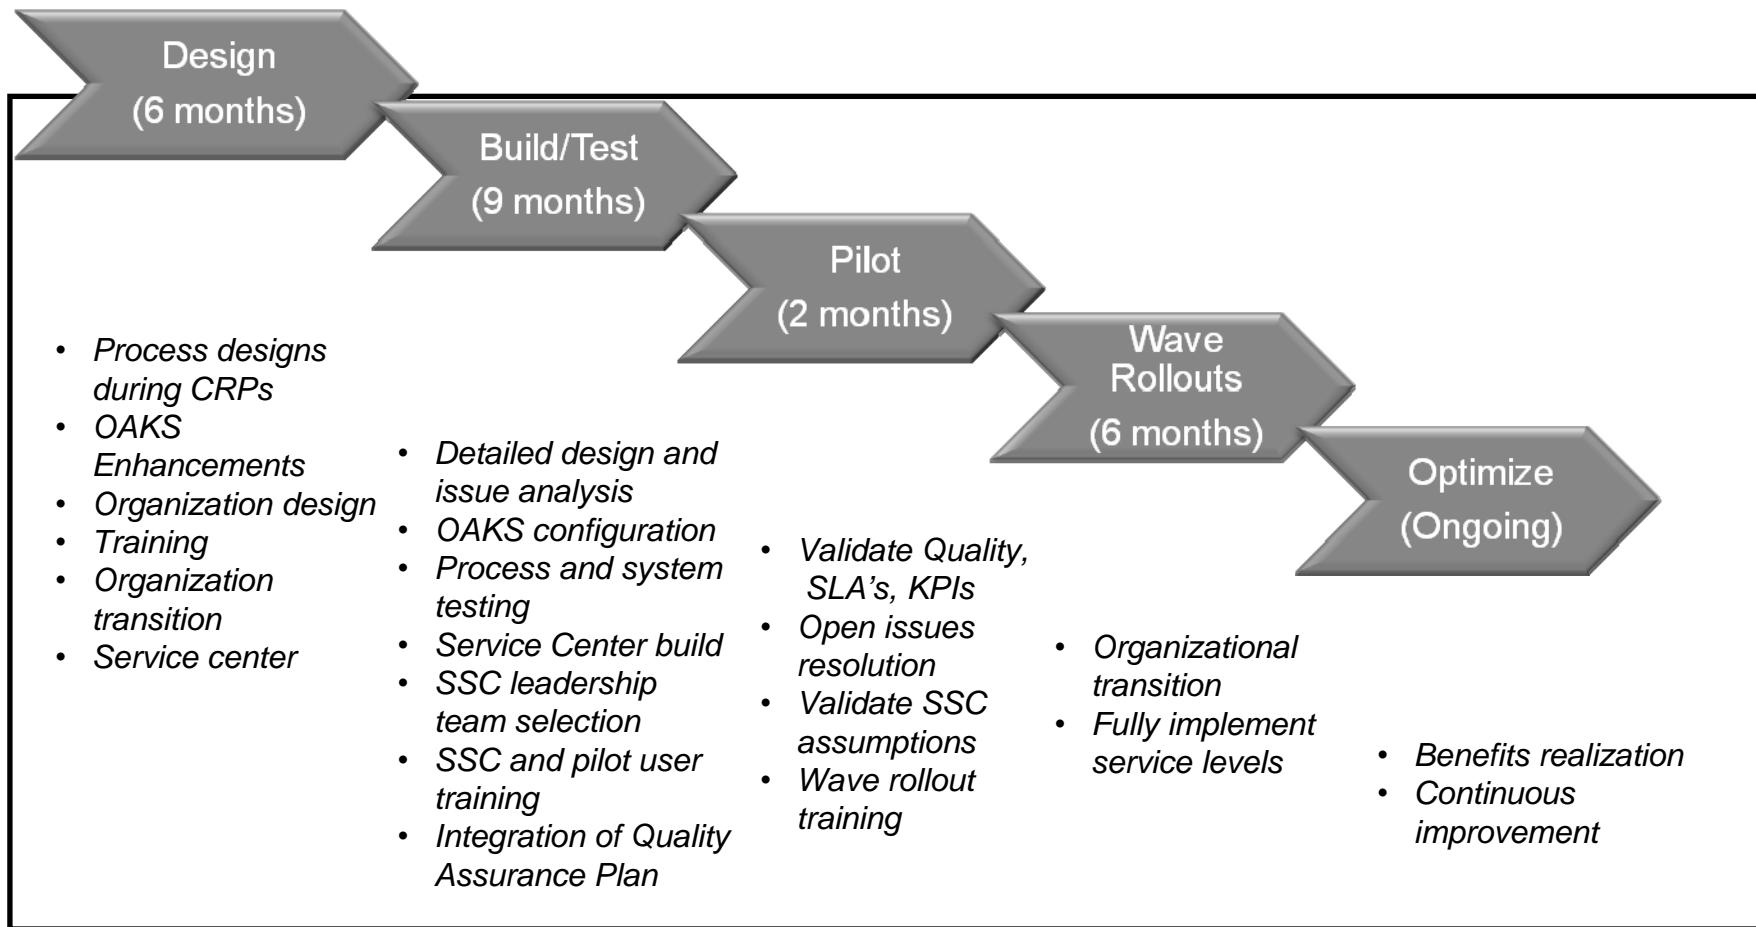 Design
(6 months)
Build/Test
(9 months)
Pilot
(2 months)
Wave
Rollouts
(6 months)
Optimize
(Ongoing)
• Process designs
during CRPs
• OAKS
Enhancements
• Organization design
• Training
• Organization
transition
• Service center
• Detailed design and
issue analysis
• OAKS configuration
• Process and system
testing
• Service Center build
• SSC leadership
team selection
• SSC and pilot user
training
• Integration of Quality
Assurance Plan
• Validate Quality,
SLA’s, KPIs
• Open issues
resolution
• Validate SSC
assumptions
• Wave rollout
training
• Organizational
transition
• Fully implement
service levels
• Benefits realization
• Continuous
improvement